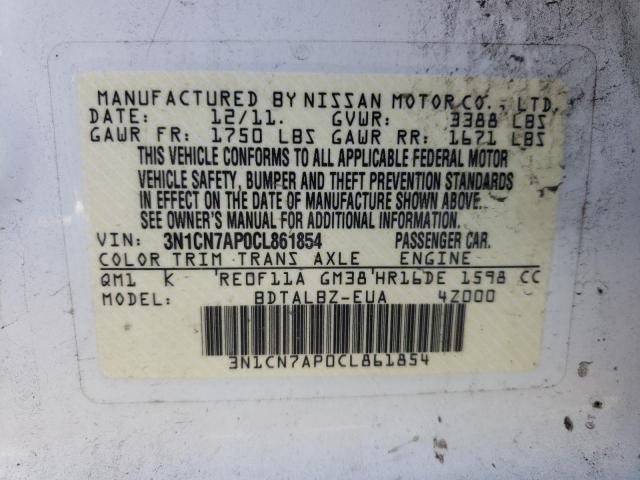 MANUFACTURED BY NISSAN MOTOR CO., LTD.
DATE: 12/11. GVWR: 3388 LBS
GAWR FR: 1750 LBS GAWR RR: 1671 LBS
THIS VEHICLE CONFORMS TO ALL APPLICABLE FEDERAL MOTOR
VEHICLE SAFETY, BUMPER AND THEFT PREVENTION STANDARDS
IN EFFECT ON THE DATE OF MANUFACTURE SHOWN ABOVE.
SEE OWNER'S MANUAL FOR ADDITIONAL INFORMATION.
VIN: 3N1CN7AP0CL861854 PASSENGER CAR.
COLOR TRIM TRANS AXLE ENGINE
QM1 K RE0F11A GM38 HR16DE 1598 CC
MODEL: BDTALBZ-EUA 4Z000
3N1CN7AP0CL861854